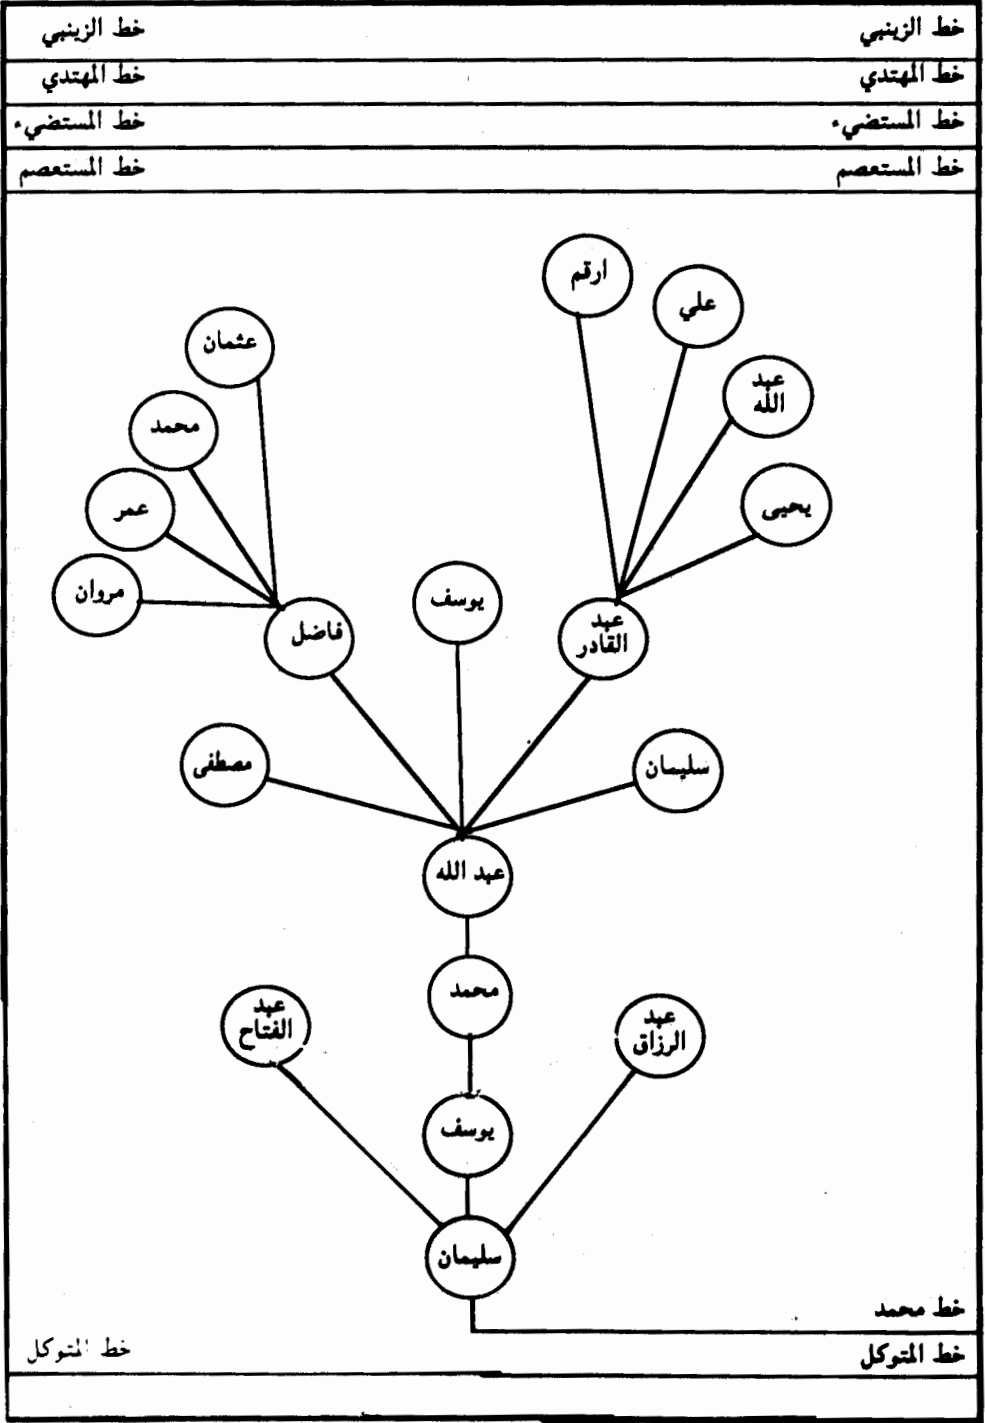 خط الزينبي خط الزينبي
خط المهتدي خط المهتدي
خط المستضيء خط المستضيء
خط المستعصم خط المستعصم
ارقم
علي
عثمان
عبد
الله
محمد
يحيى
عمر
مروان
يوسف
عبد
القادر
فاضل
سليمان
مصطفى
عبد الله
محمد
عبد
الرزاق
عبد
الفتاح
يوسف
سليمان
خط محمد
خط المتوكل خط المتوكل